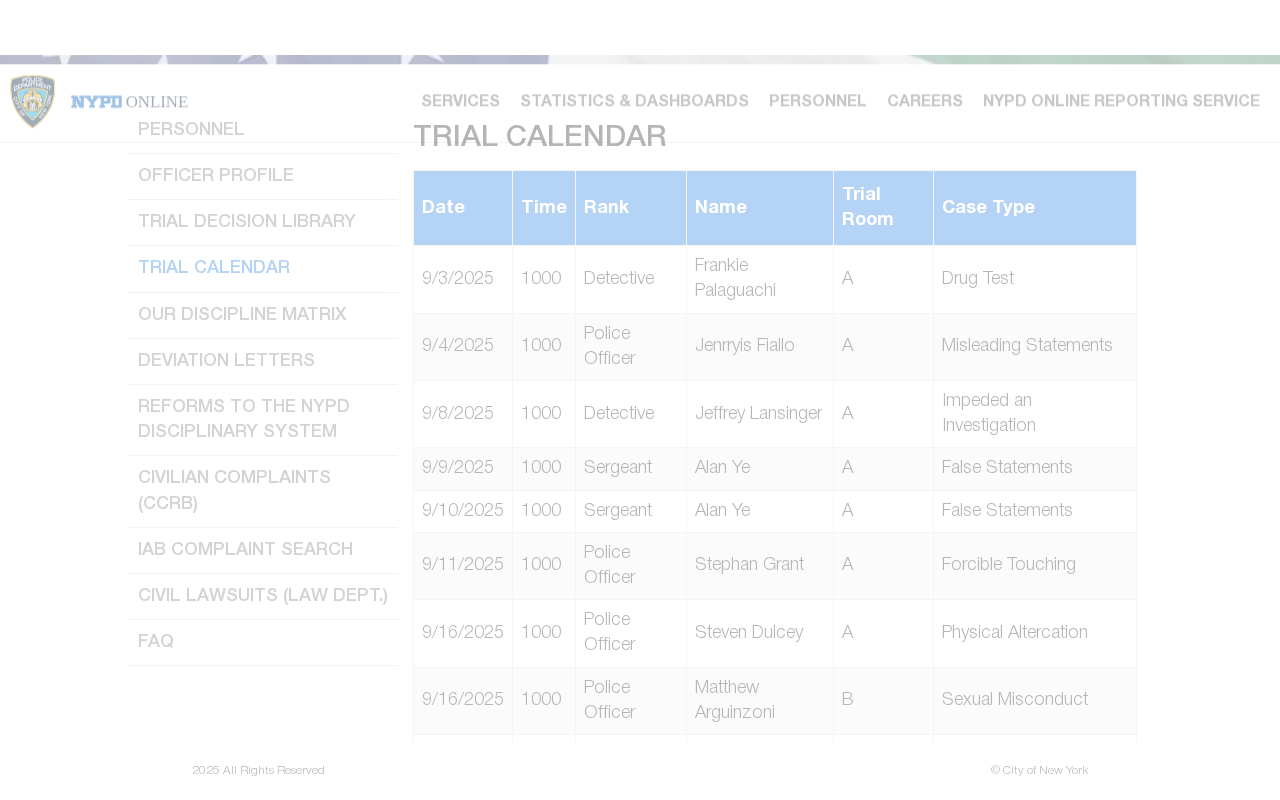 POLICE
DEPARTMENT
NYPD ONLINE
SERVICES STATISTICS & DASHBOARDS PERSONNEL CAREERS NYPD ONLINE REPORTING SERVICE
PERSONNEL
OFFICER PROFILE
TRIAL DECISION LIBRARY
TRIAL CALENDAR
OUR DISCIPLINE MATRIX
DEVIATION LETTERS
REFORMS TO THE NYPD
DISCIPLINARY SYSTEM
CIVILIAN COMPLAINTS
(CCRB)
IAB COMPLAINT SEARCH
CIVIL LAWSUITS (LAW DEPT.)
FAQ
TRIAL CALENDAR
Date Time Rank Name Trial Room Case Type
9/3/2025 1000 Detective Frankie Palaguachi A Drug Test
9/4/2025 1000 Police Officer Jenrryis Fiallo A Misleading Statements
9/8/2025 1000 Detective Jeffrey Lansinger A Impeded an Investigation
9/9/2025 1000 Sergeant Alan Ye A False Statements
9/10/2025 1000 Sergeant Alan Ye A False Statements
9/11/2025 1000 Police Officer Stephan Grant A Forcible Touching
9/16/2025 1000 Police Officer Steven Dulcey A Physical Altercation
9/16/2025 1000 Police Officer Matthew Arguinzoni B Sexual Misconduct
2025 All Rights Reserved
© City of New York